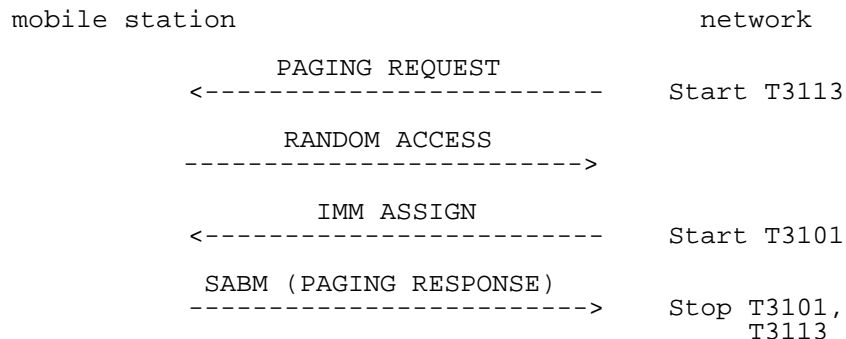 mobile station network
PAGING REQUEST
<------------------------- Start T3113
RANDOM ACCESS
------------------------->
IMM ASSIGN
<------------------------- Start T3101
SABM (PAGING RESPONSE)
-------------------------> Stop T3101,
T3113